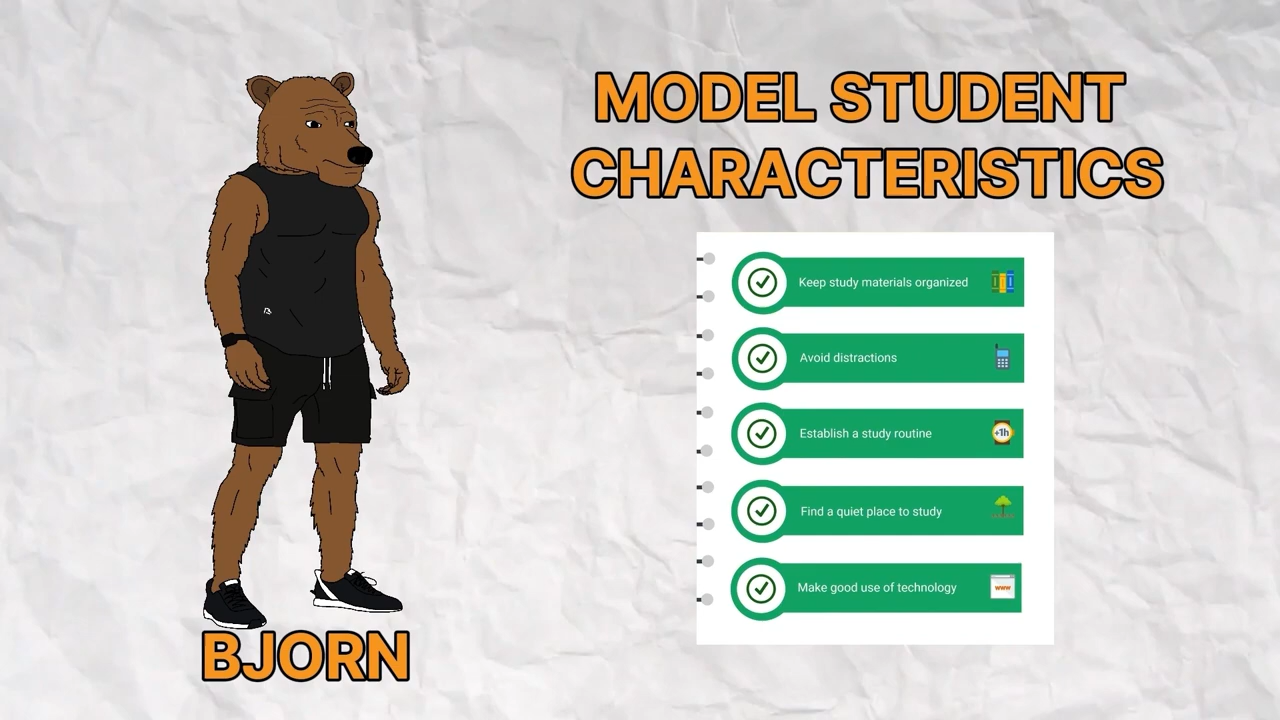 MODEL STUDENT
CHARACTERISTICS
Keep study materials organized
Avoid distractions
+1h
Establish a study routine
Find a quiet place to study
Make good use of technology
www
BJORN